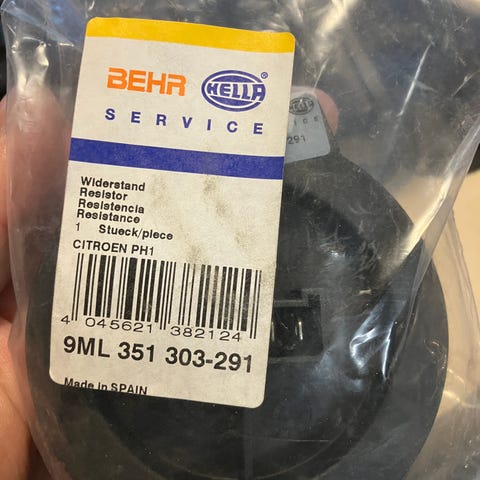 BEHR HELLA
SERVICE
Widerstand
Resistor
Resistencia
Resistance
1 Stueck/piece
CITROEN PH1
4 045621 382124
9ML 351 303-291
Made in SPAIN
-291